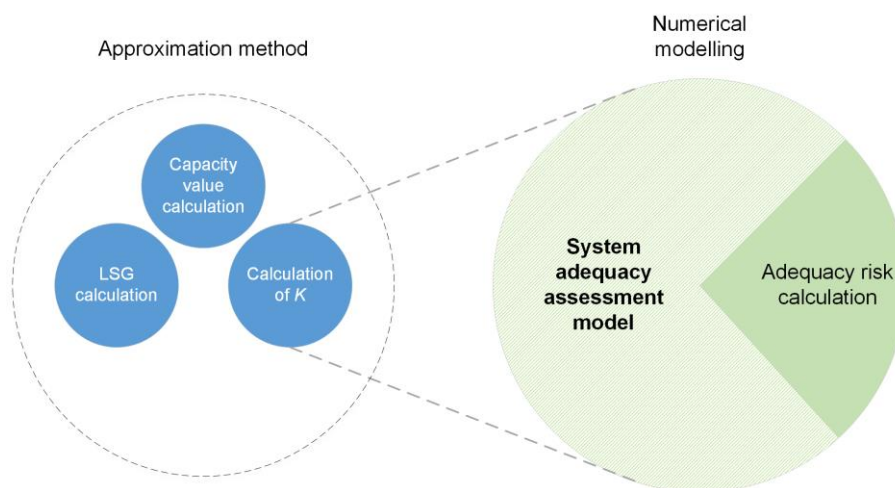 Approximation method
Numerical
modelling
Capacity
value
calculation
LSG
calculation
Calculation
of K
System
adequacy
assessment
model
Adequacy risk
calculation